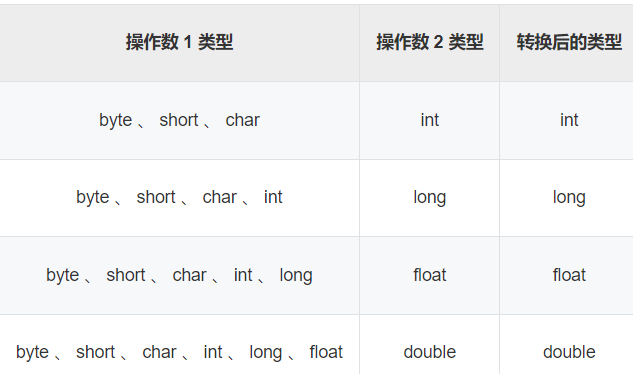 操作数 1 类型 操作数 2 类型 转换后的类型
byte 、 short 、 char int int
byte 、 short 、 char 、 int long long
byte 、 short 、 char 、 int 、 long float float
byte 、 short 、 char 、 int 、 long 、 float double double